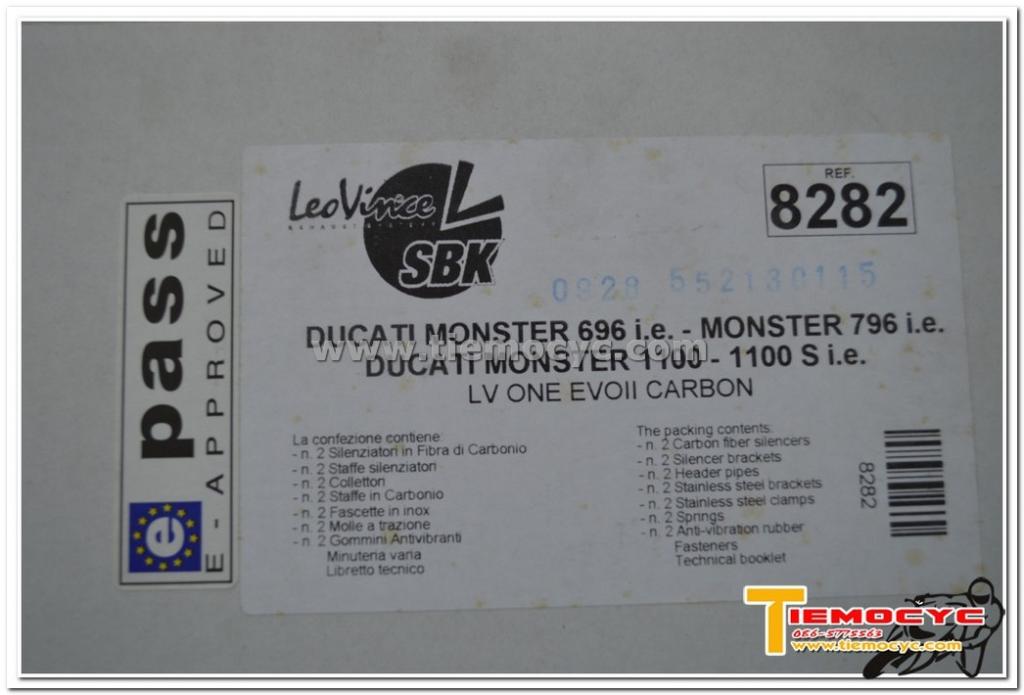 pass
E - APPROVED
e
LeoVince
EXHAUST SYSTEMS
SBK
REF.
8282
0928 552130115
DUCATI MONSTER 696 i.e. - MONSTER 796 i.e.
www.tiemocyc.com
DUCATI MONSTER 1100 - 1100 S i.e.
LV ONE EVOII CARBON
La confezione contiene:
- n. 2 Silenziatori in Fibra di Carbonio
- n. 2 Staffe silenziatori
- n. 2 Collettori
- n. 2 Staffe in Carbonio
- n. 2 Fascette in inox
- n. 2 Molle a trazione
- n. 2 Gommini Antivibranti
Minuteria varia
Libretto tecnico
The packing contents:
- n. 2 Carbon fiber silencers
- n. 2 Silencer brackets
- n. 2 Header pipes
- n. 2 Stainless steel brackets
- n. 2 Stainless steel clamps
- n. 2 Springs
- n. 2 Anti-vibration rubber
Fasteners
Technical booklet
8282
TIEMOCYC
086-5775563
www.tiemocyc.com